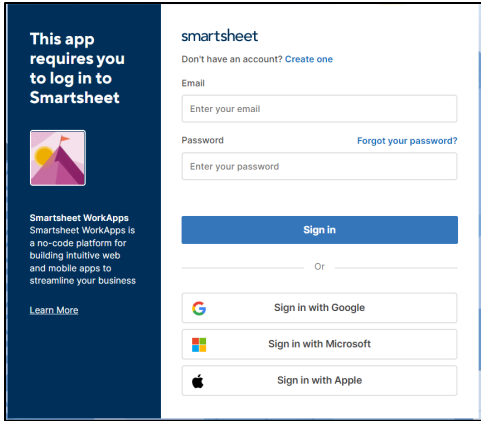 This app
requires you
to log in to
Smartsheet
Smartsheet WorkApps
Smartsheet WorkApps is
a no-code platform for
building intuitive web
and mobile apps to
streamline your business
Learn More
smartsheet
Don't have an account? Create one
Email
Enter your email
Password Forgot your password?
Enter your password
Sign in
Or
Sign in with Google
Sign in with Microsoft
Sign in with Apple